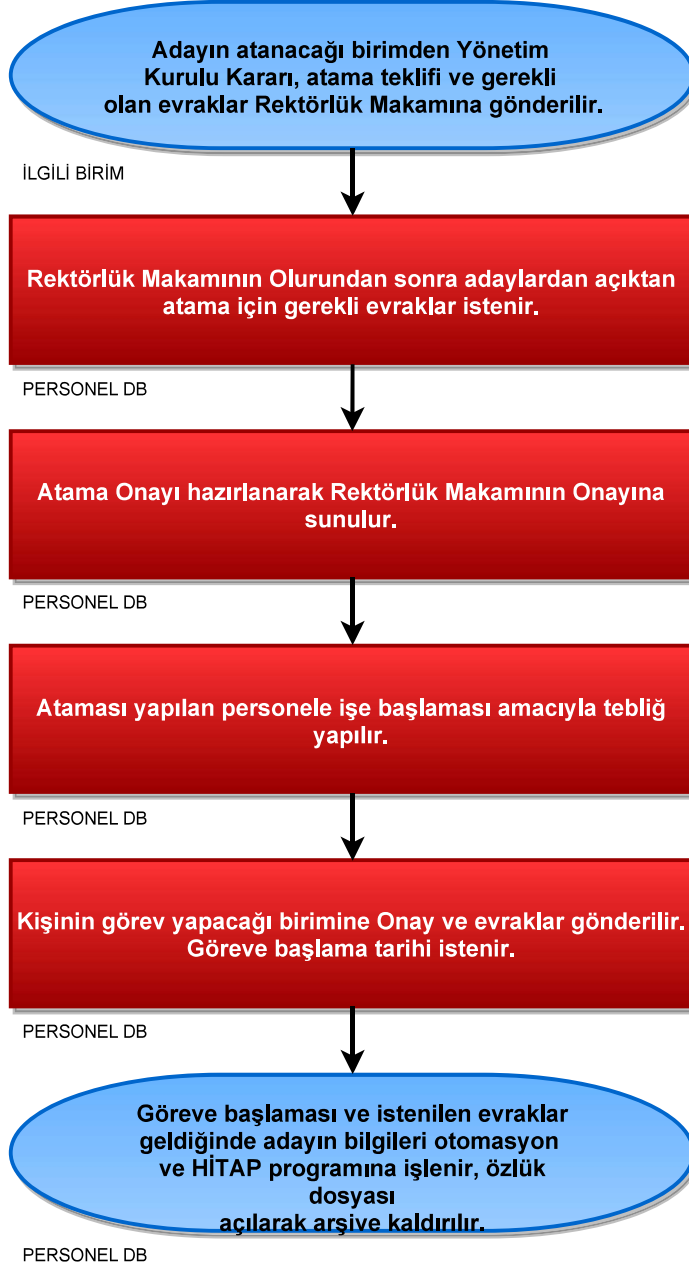 Adayın atanacağı birimden Yönetim
Kurulu Kararı, atama teklifi ve gerekli
olan evraklar Rektörlük Makamına gönderilir.
İLGİLİ BİRİM
Rektörlük Makamının Olurundan sonra adaylardan açıktan
atama için gerekli evraklar istenir.
PERSONEL DB
Atama Onayı hazırlanarak Rektörlük Makamının Onayına
sunulur.
PERSONEL DB
Ataması yapılan personele işe başlaması amacıyla tebliğ
yapılır.
PERSONEL DB
Kişinin görev yapacağı birimine Onay ve evraklar gönderilir.
Göreve başlama tarihi istenir.
PERSONEL DB
Göreve başlaması ve istenilen evraklar
geldiğinde adayın bilgileri otomasyon
ve HİTAP programına işlenir, özlük
dosyası
açılarak arşive kaldırılır.
PERSONEL DB